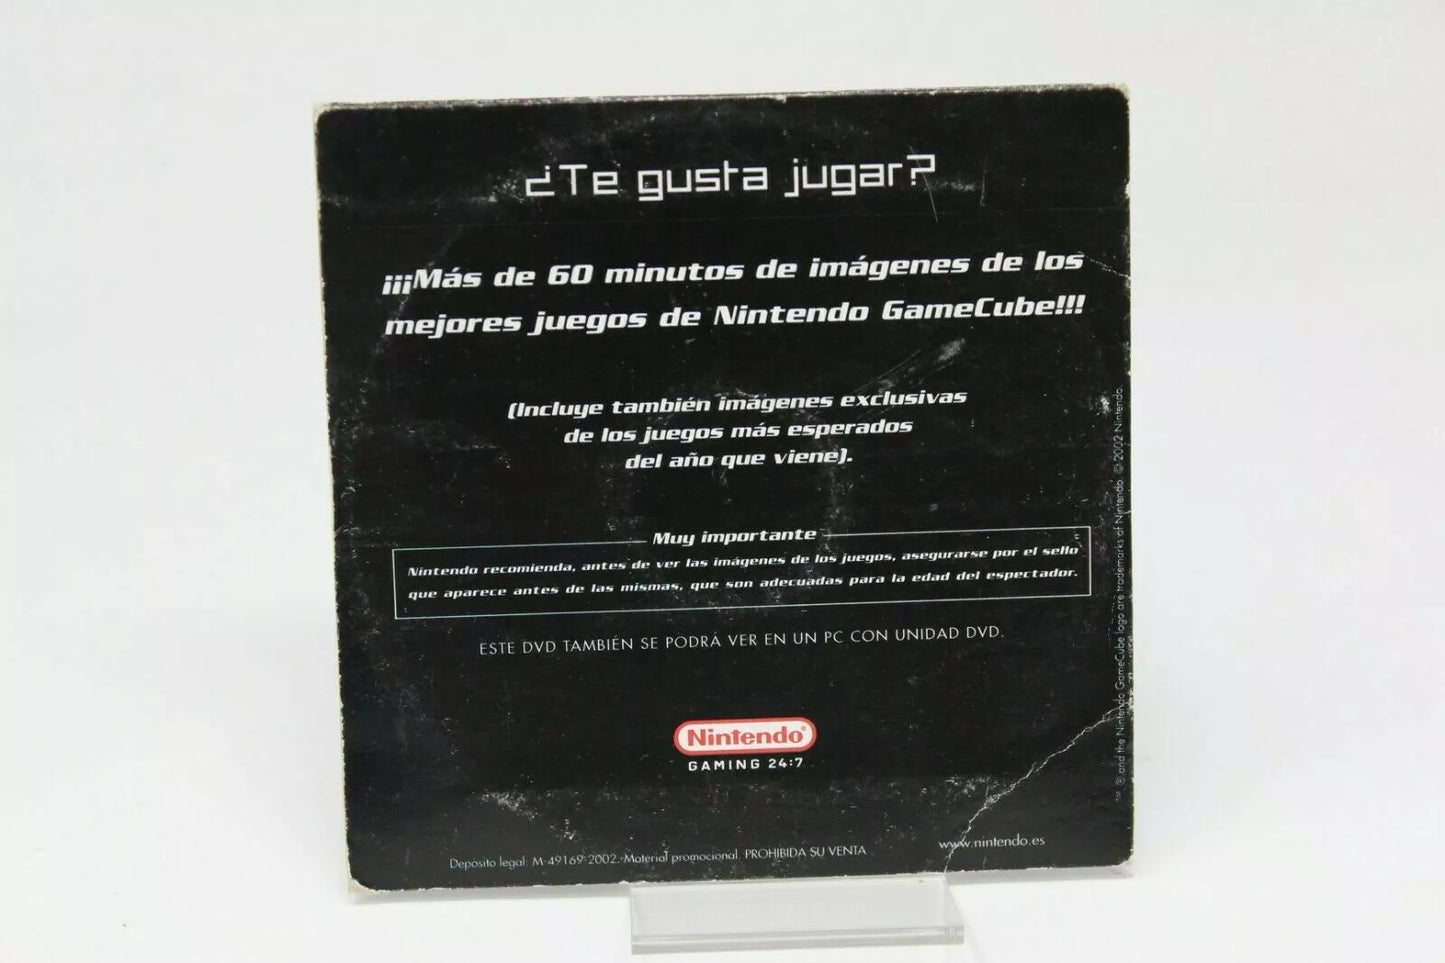 ¿Te gusta jugar?
¡¡¡Más de 60 minutos de imágenes de los
mejores juegos de Nintendo GameCube!!!
(Incluye también imágenes exclusivas
de los juegos más esperados
del año que viene).
Muy importante
Nintendo recomienda, antes de ver las imágenes de los juegos, asegurarse por el sello
que aparece antes de las mismas, que son adecuadas para la edad del espectador.
ESTE DVD TAMBIÉN SE PODRÁ VER EN UN PC CON UNIDAD DVD.
Nintendo®
GAMING 24:7
Depósito legal: M-49169-2002. Material promocional. PROHIBIDA SU VENTA
www.nintendo.es
™, ® and the Nintendo GameCube logo are trademarks of Nintendo. © 2002 Nintendo.